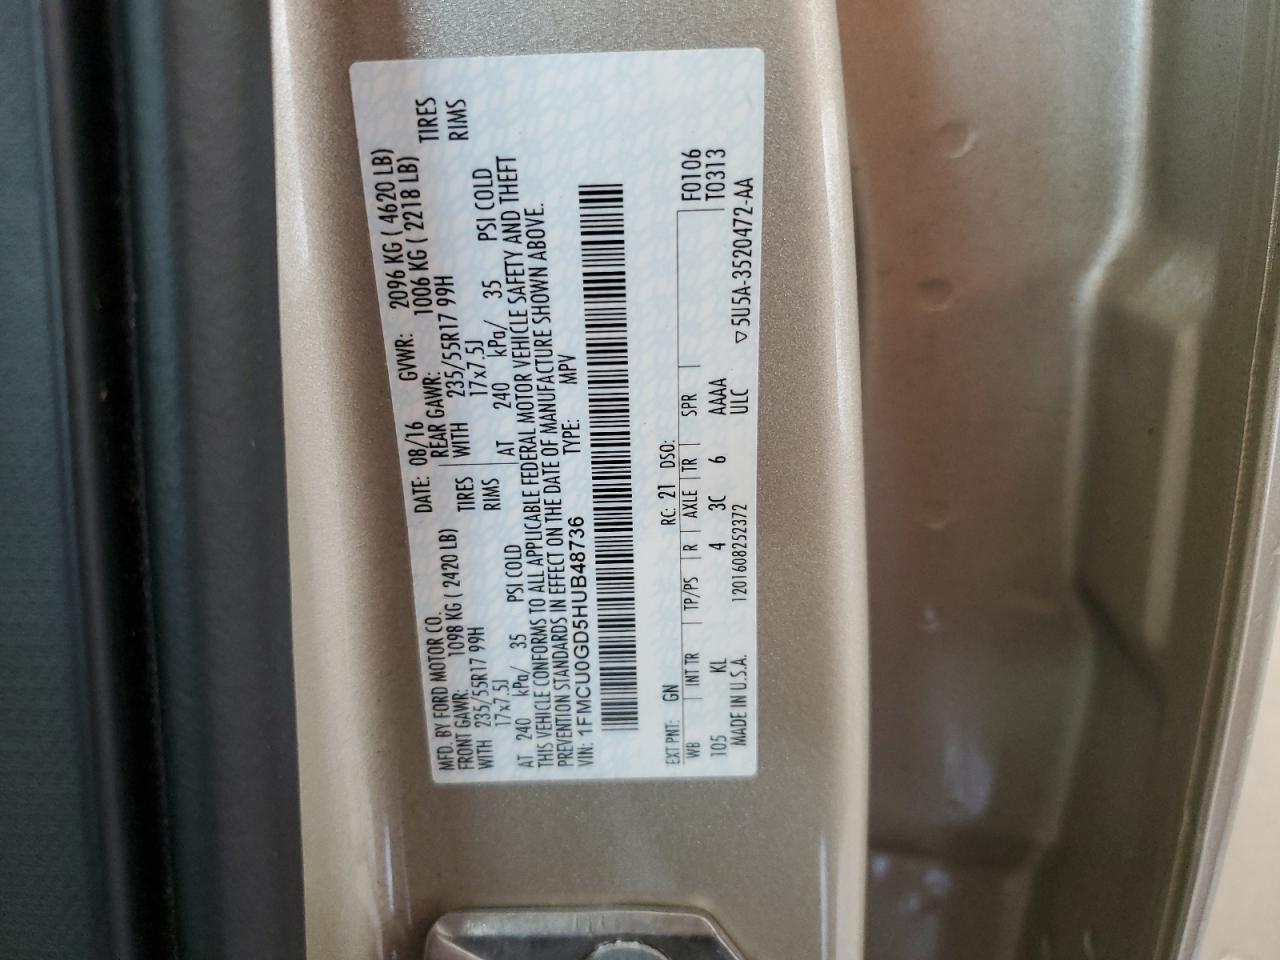 MFD. BY FORD MOTOR CO.
DATE: 08/16 GVWR: 2096 KG ( 4620 LB)
FRONT GAWR: 1098 KG ( 2420 LB) REAR GAWR: 1006 KG ( 2218 LB)
WITH 235/55R17 99H TIRES WITH 235/55R17 99H TIRES
17x7.5J RIMS 17x7.5J RIMS
AT 240 kPa/ 35 PSI COLD AT 240 kPa/ 35 PSI COLD
THIS VEHICLE CONFORMS TO ALL APPLICABLE FEDERAL MOTOR VEHICLE SAFETY AND THEFT
PREVENTION STANDARDS IN EFFECT ON THE DATE OF MANUFACTURE SHOWN ABOVE.
VIN: 1FMCU0GD5HUB48736 TYPE: MPV
EXT PNT: GN RC: 21 DSO: F0106
WB INT TR TP/PS R AXLE TR SPR T0313
105 KL 4 3C 6 AAAA
MADE IN U.S.A. 1201608252372 ULC ▽5U5A-3520472-AA